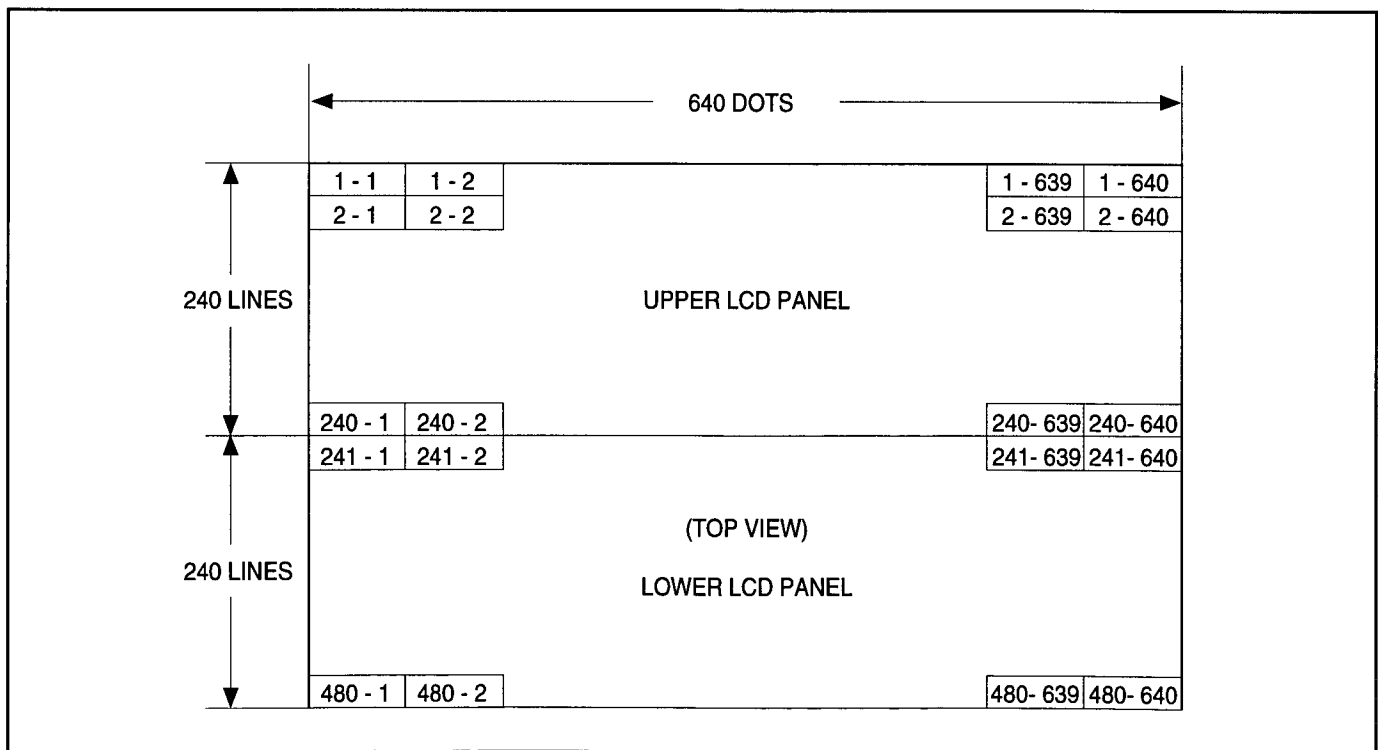 640 DOTS
1 - 1 1 - 2 1 - 639 1 - 640
2 - 1 2 - 2 2 - 639 2 - 640
240 LINES UPPER LCD PANEL
240 - 1 240 - 2 240- 639 240- 640
241 - 1 241 - 2 241- 639 241- 640
(TOP VIEW)
240 LINES
LOWER LCD PANEL
480 - 1 480 - 2 480- 639 480- 640